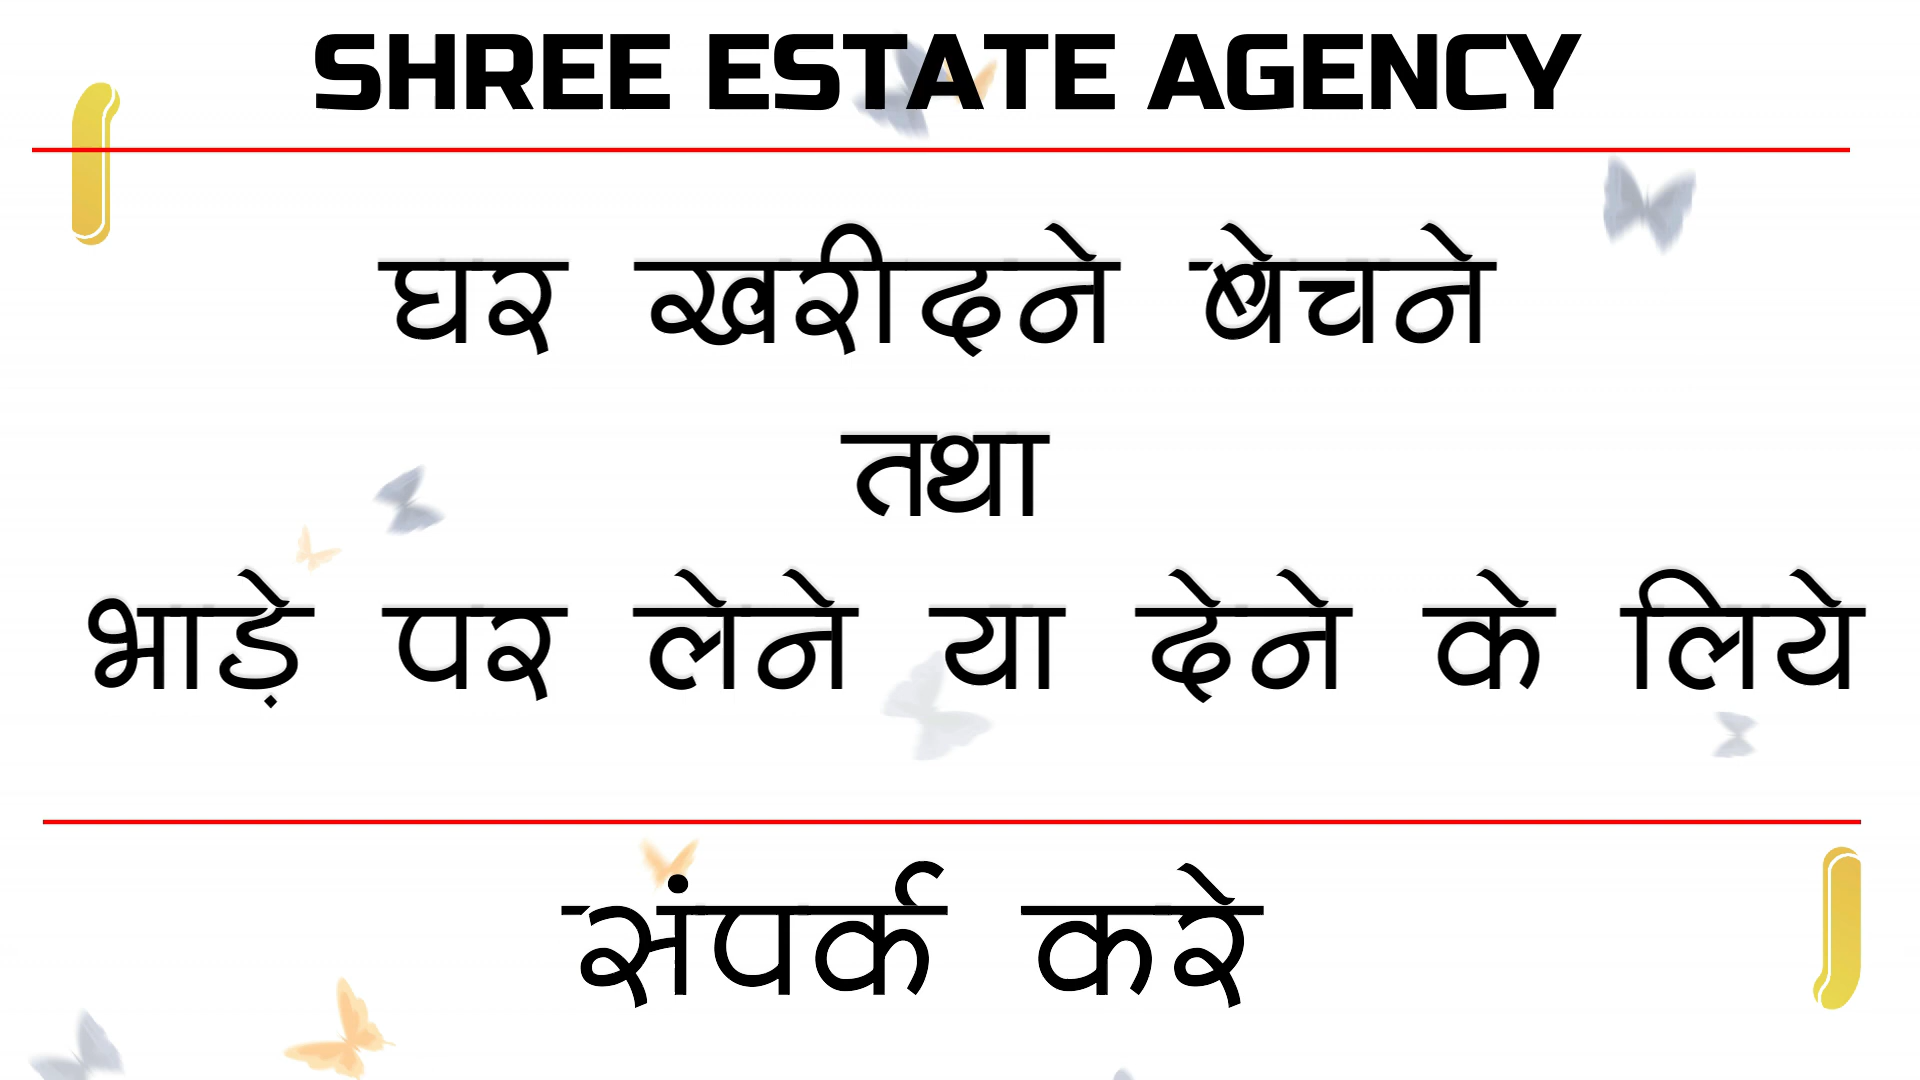 SHREE ESTATE AGENCY
घर खरीदने बेचने
तथा
भाड़े पर लेने या देने के लिये
संपर्क करे